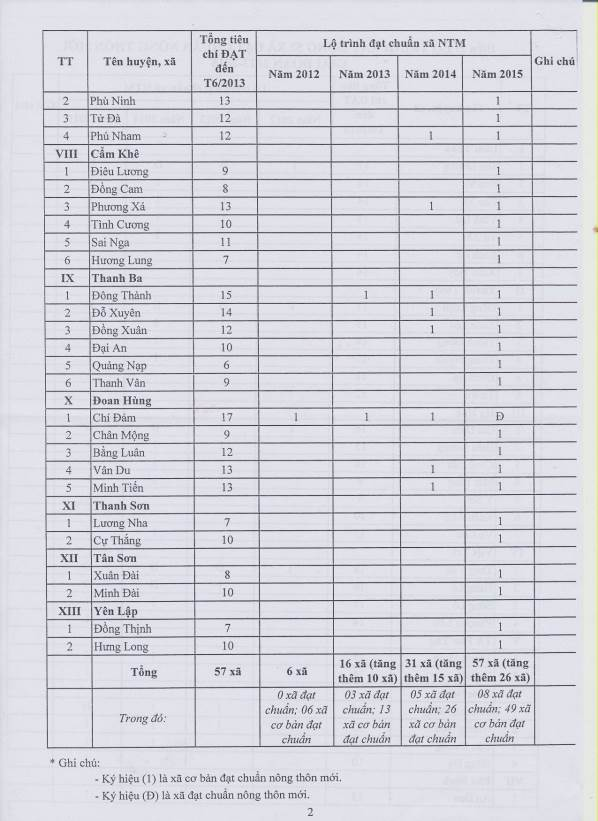 TT Tên huyện, xã Tổng tiêu chí ĐẠT đến T6/2013 Lộ trình đạt chuẩn xã NTM Ghi chú
Năm 2012 Năm 2013 Năm 2014 Năm 2015
2 Phù Ninh 13 1
3 Tử Đà 12 1
4 Phú Nham 12 1 1
VIII Cẩm Khê
1 Điêu Lương 9 1
2 Đồng Cam 8 1
3 Phương Xá 13 1 1
4 Tình Cương 10 1
5 Sai Nga 11 1
6 Hương Lung 7 1
IX Thanh Ba
1 Đông Thành 15 1 1 1
2 Đỗ Xuyên 14 1 1
3 Đồng Xuân 12 1 1
4 Đại An 10 1
5 Quảng Nạp 6 1
6 Thanh Vân 9 1
X Đoan Hùng
1 Chí Đám 17 1 1 1 Đ
2 Chân Mộng 9 1
3 Bằng Luân 12 1
4 Vân Du 13 1 1
5 Minh Tiến 13 1 1
XI Thanh Sơn
1 Lương Nha 7 1
2 Cự Thắng 10 1
XII Tân Sơn
1 Xuân Đài 8 1
2 Minh Đài 10 1
XIII Yên Lập
1 Đồng Thịnh 7 1
2 Hưng Long 10 1
Tổng 57 xã 6 xã 16 xã (tăng thêm 10 xã) 31 xã (tăng thêm 15 xã) 57 xã (tăng thêm 26 xã)
Trong đó: 0 xã đạt chuẩn; 06 xã cơ bản đạt chuẩn 03 xã đạt chuẩn; 13 xã cơ bản đạt chuẩn 05 xã đạt chuẩn; 26 xã cơ bản đạt chuẩn 08 xã đạt chuẩn; 49 xã cơ bản đạt chuẩn
* Ghi chú:
- Ký hiệu (1) là xã cơ bản đạt chuẩn nông thôn mới.
- Ký hiệu (Đ) là xã đạt chuẩn nông thôn mới.
2